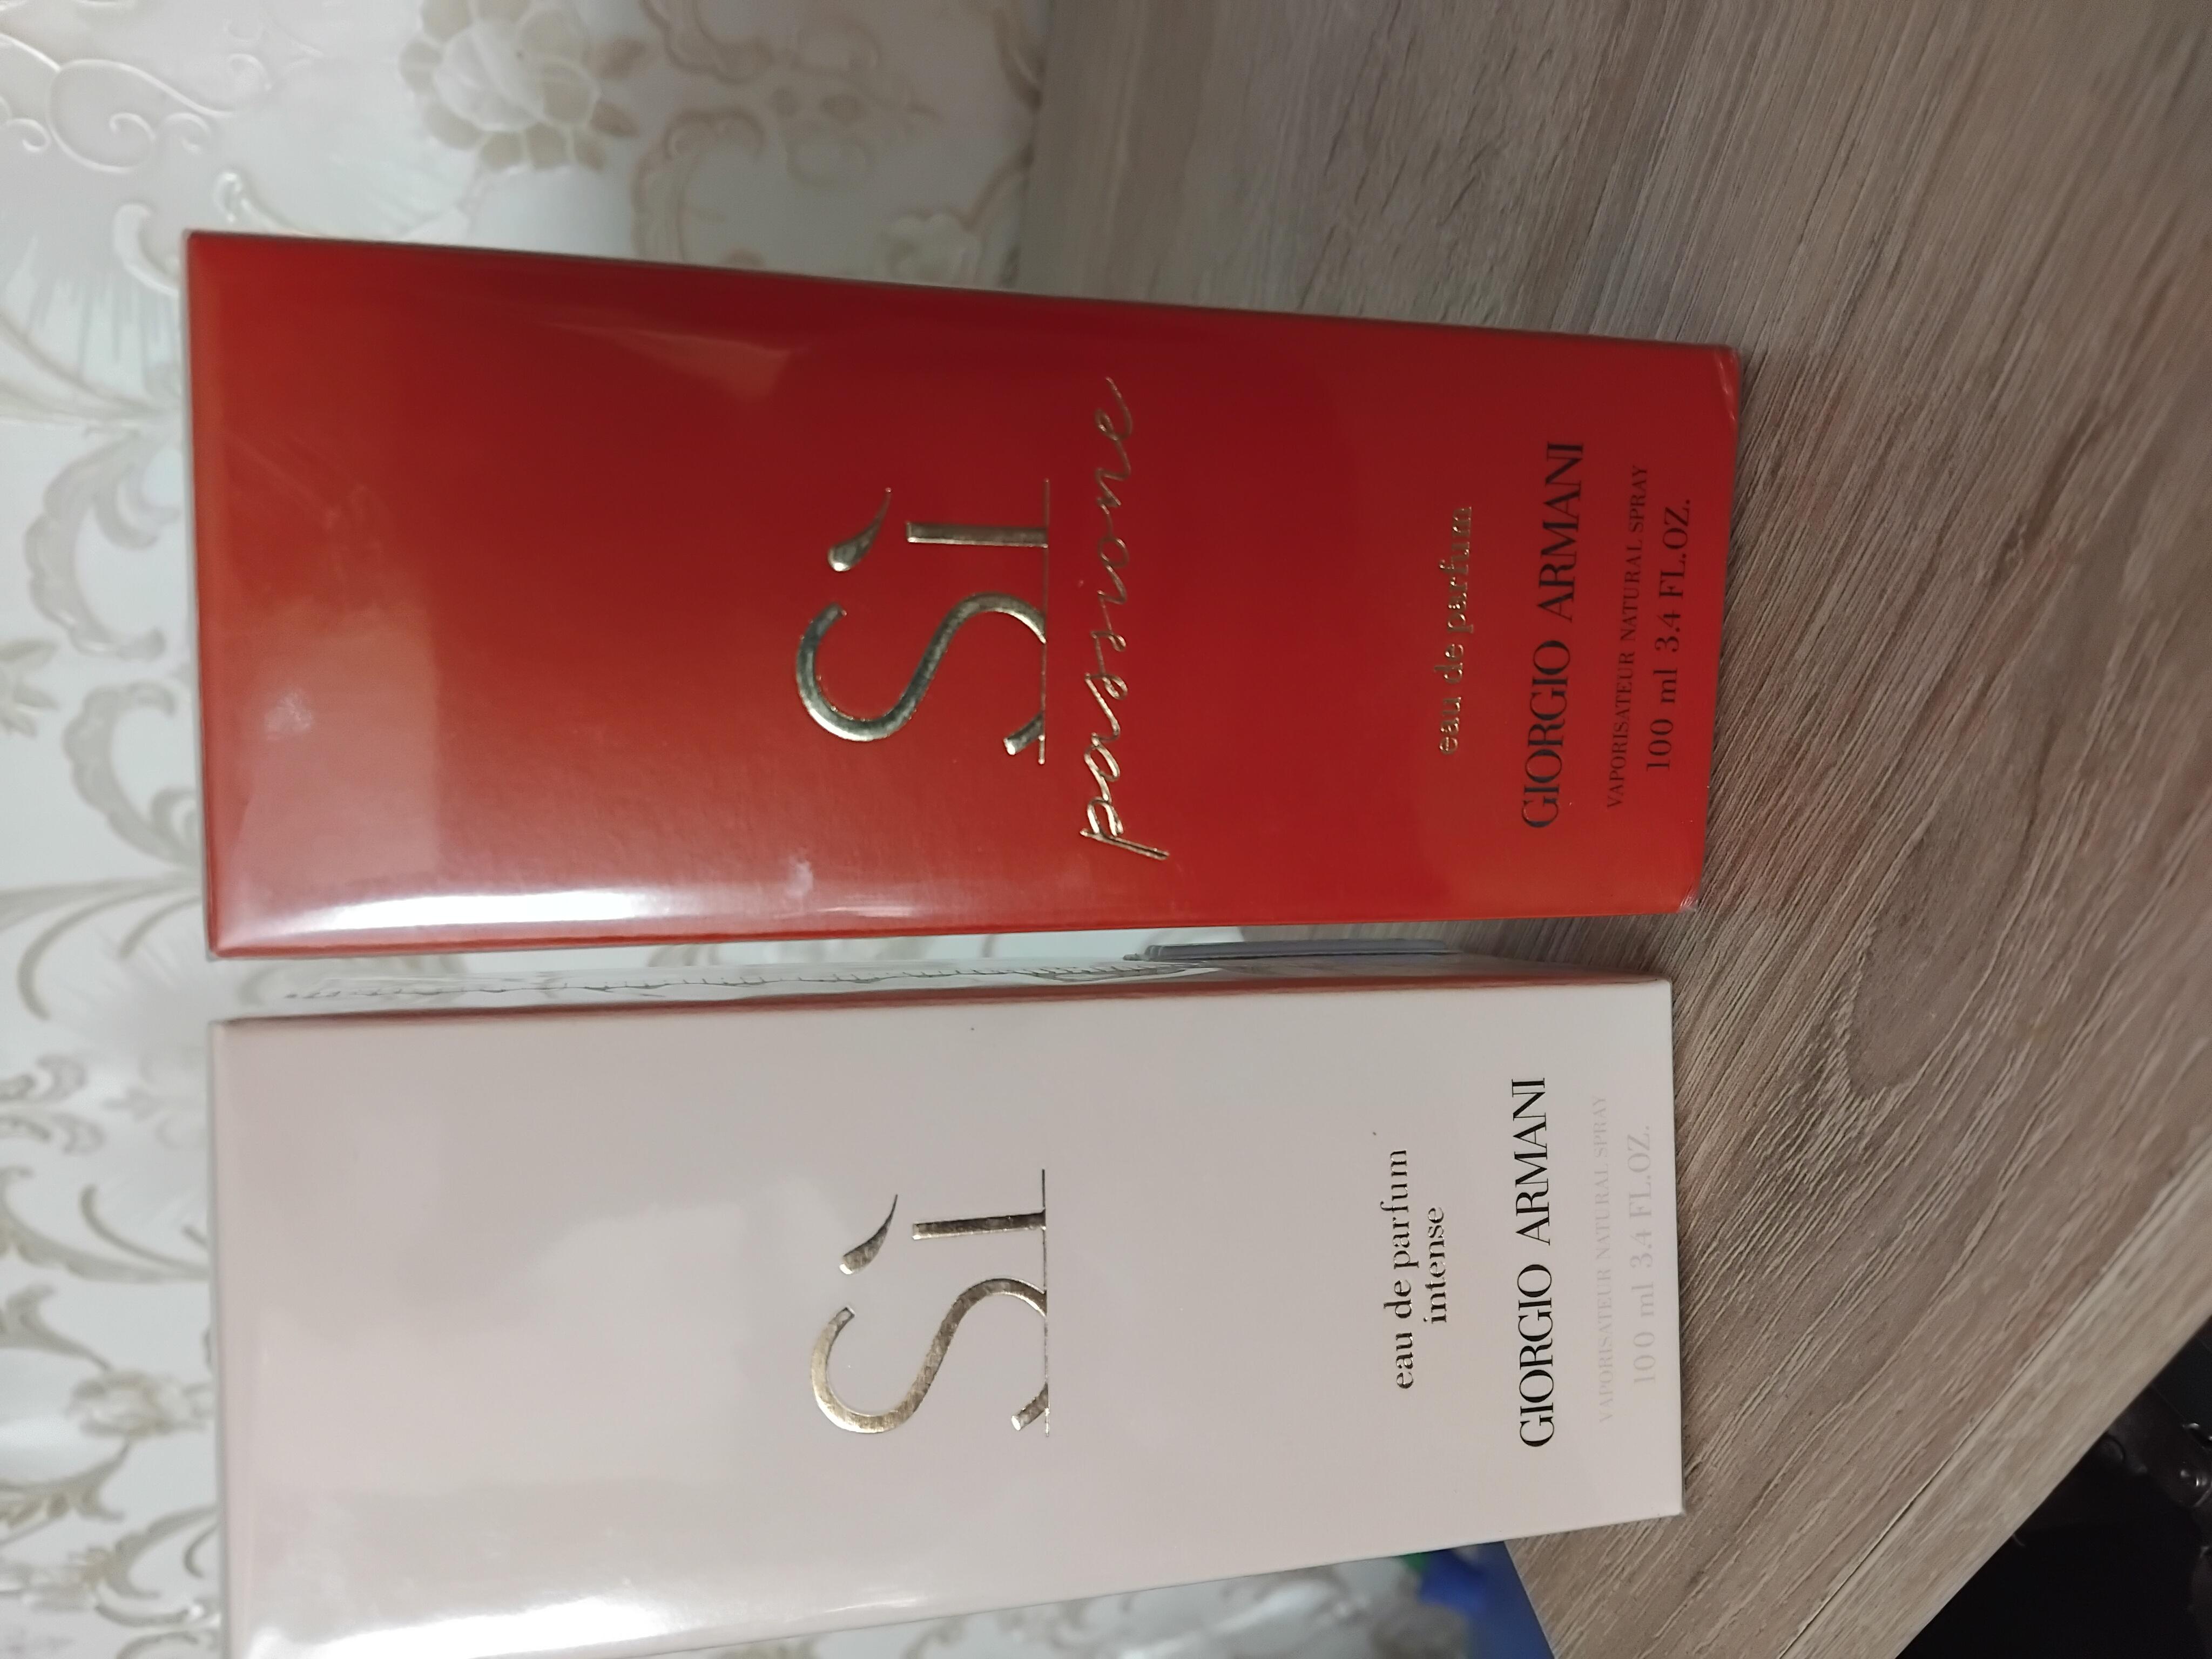 SÌ
eau de parfum
intense
GIORGIO ARMANI
VAPORISATEUR NATURAL SPRAY
100 ml 3.4 FL.OZ.
SÌ
passione
eau de parfum
GIORGIO ARMANI
VAPORISATEUR NATURAL SPRAY
100 ml 3.4 FL.OZ.